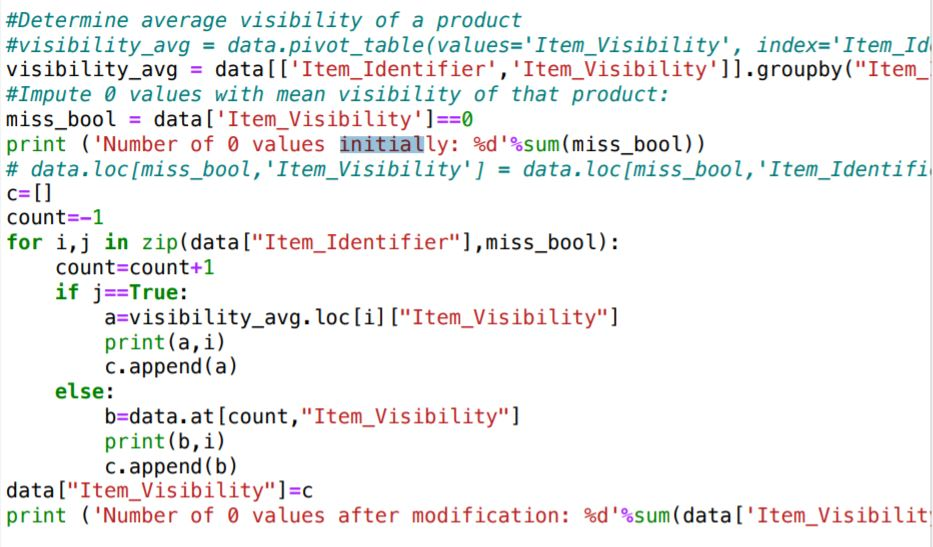 #Determine average visibility of a product
#visibility_avg = data.pivot_table(values='Item_Visibility', index='Item_Id
visibility_avg = data[['Item_Identifier','Item_Visibility']].groupby("Item_
#Impute 0 values with mean visibility of that product:
miss_bool = data['Item_Visibility']==0
print ('Number of 0 values initially: %d'%sum(miss_bool))
# data.loc[miss_bool,'Item_Visibility'] = data.loc[miss_bool,'Item_Identifi
c=[]
count=-1
for i,j in zip(data["Item_Identifier"],miss_bool):
    count=count+1
    if j==True:
        a=visibility_avg.loc[i]["Item_Visibility"]
        print(a,i)
        c.append(a)
    else:
        b=data.at[count,"Item_Visibility"]
        print(b,i)
        c.append(b)
data["Item_Visibility"]=c
print ('Number of 0 values after modification: %d'%sum(data['Item_Visibilit